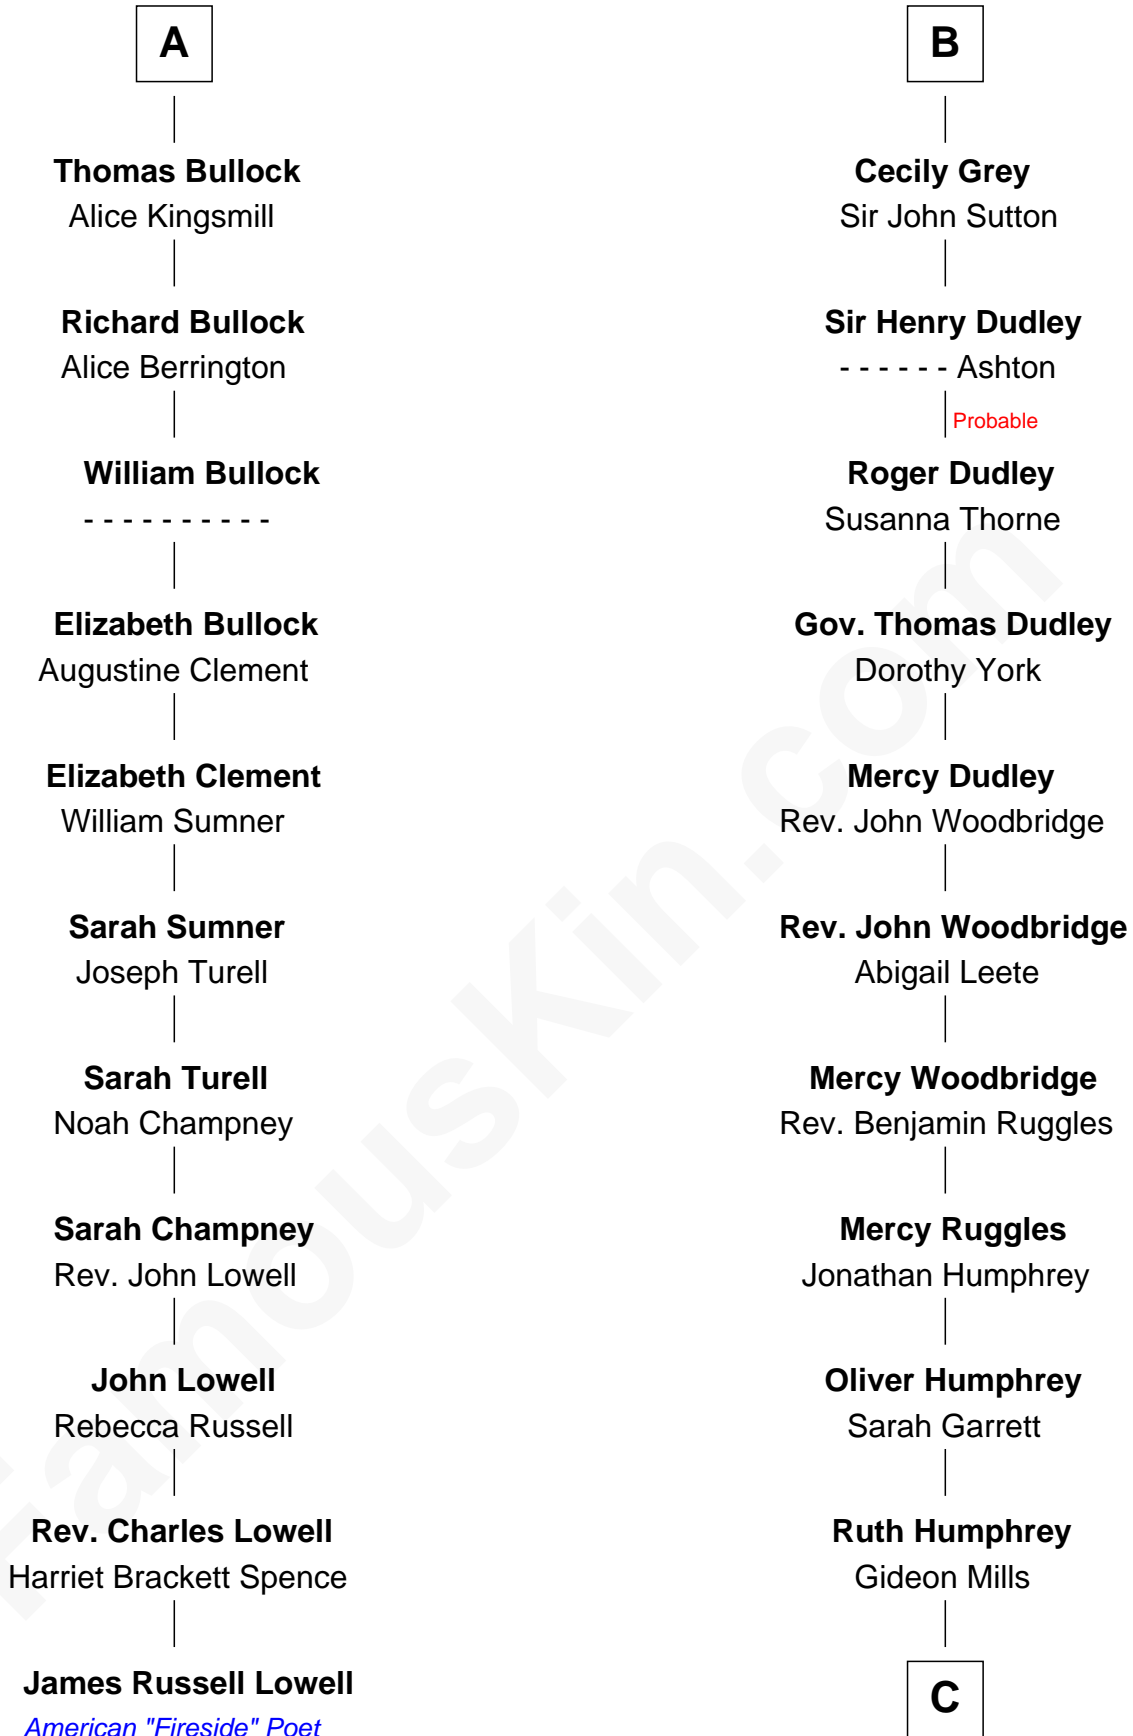 A
Thomas Bullock
Alice Kingsmill
Richard Bullock
Alice Berrington
William Bullock
- - - - - - - - - -
Elizabeth Bullock
Augustine Clement
Elizabeth Clement
William Sumner
Sarah Sumner
Joseph Turell
Sarah Turell
Noah Champney
Sarah Champney
Rev. John Lowell
John Lowell
Rebecca Russell
Rev. Charles Lowell
Harriet Brackett Spence
James Russell Lowell
American "Fireside" Poet
B
Cecily Grey
Sir John Sutton
Sir Henry Dudley
- - - - - - Ashton
Probable
Roger Dudley
Susanna Thorne
Gov. Thomas Dudley
Dorothy York
Mercy Dudley
Rev. John Woodbridge
Rev. John Woodbridge
Abigail Leete
Mercy Woodbridge
Rev. Benjamin Ruggles
Mercy Ruggles
Jonathan Humphrey
Oliver Humphrey
Sarah Garrett
Ruth Humphrey
Gideon Mills
C
FamousKin.com